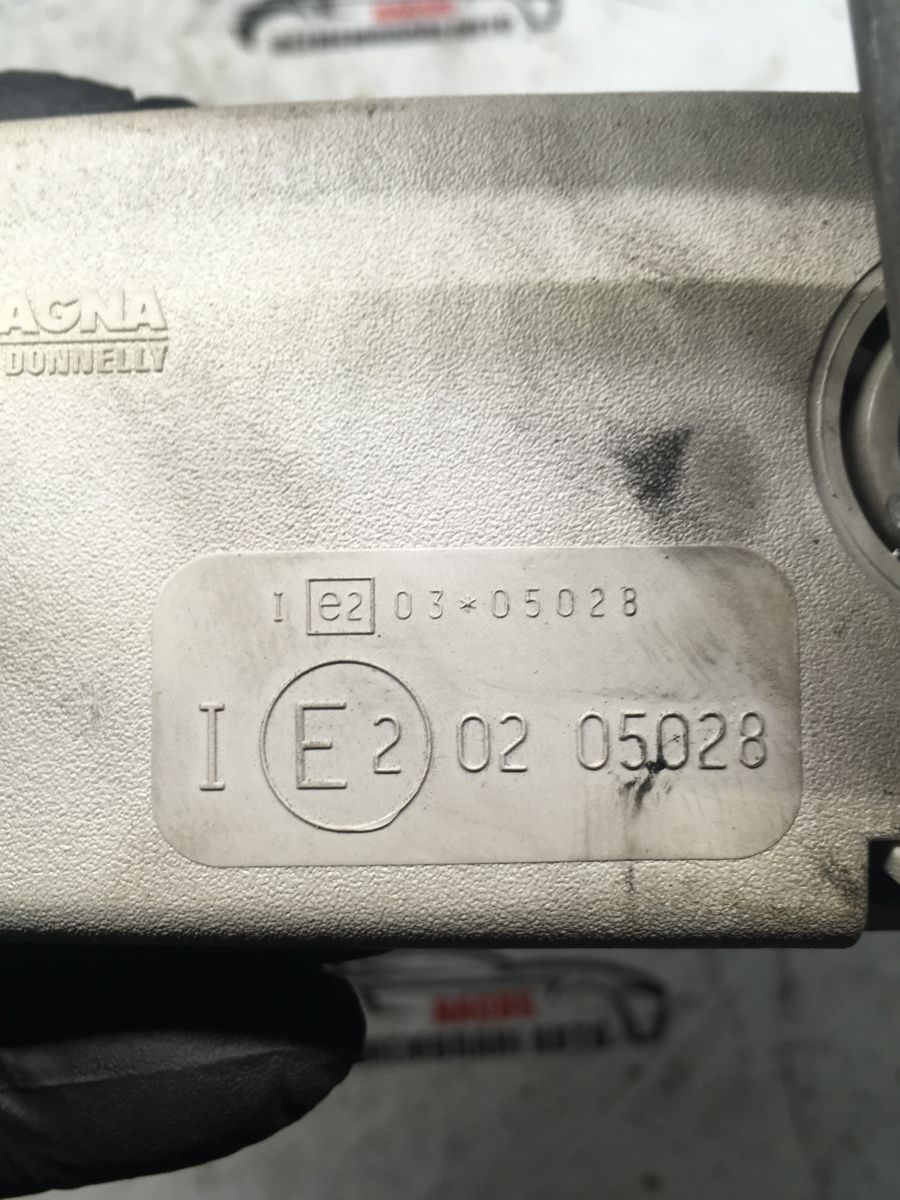 AGNA
DONNELLY
I e2 03*05028
I E2 02 05028